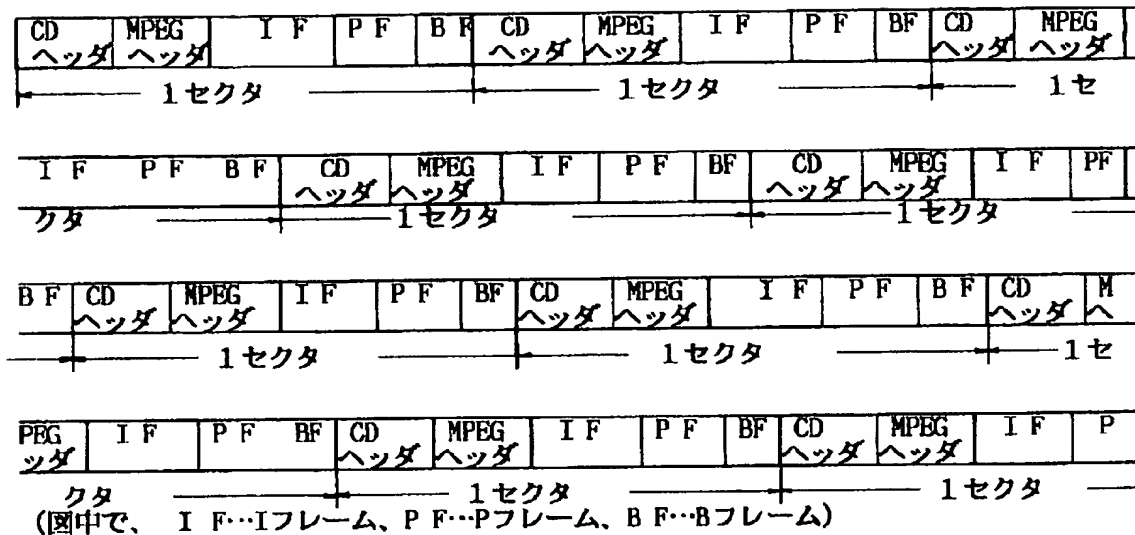 CD MPEG I F P F B F CD MPEG I F P F BF CD MPEG
ヘッダ ヘッダ ヘッダ ヘッダ ヘッダ ヘッダ
1セクタ 1セクタ 1セ
I F P F B F CD MPEG I F P F BF CD MPEG I F PF
ヘッダ ヘッダ ヘッダ ヘッダ
クタ 1セクタ 1セクタ
B F CD MPEG I F P F BF CD MPEG I F P F B F CD M
ヘッダ ヘッダ ヘッダ ヘッダ ヘッダ ヘ
1セクタ 1セクタ 1セ
PEG I F P F BF CD MPEG I F P F BF CD MPEG I F P
ッダ ヘッダ ヘッダ ヘッダ ヘッダ
クタ 1セクタ 1セクタ
(図中で、 I F…Iフレーム、P F…Pフレーム、B F…Bフレーム)